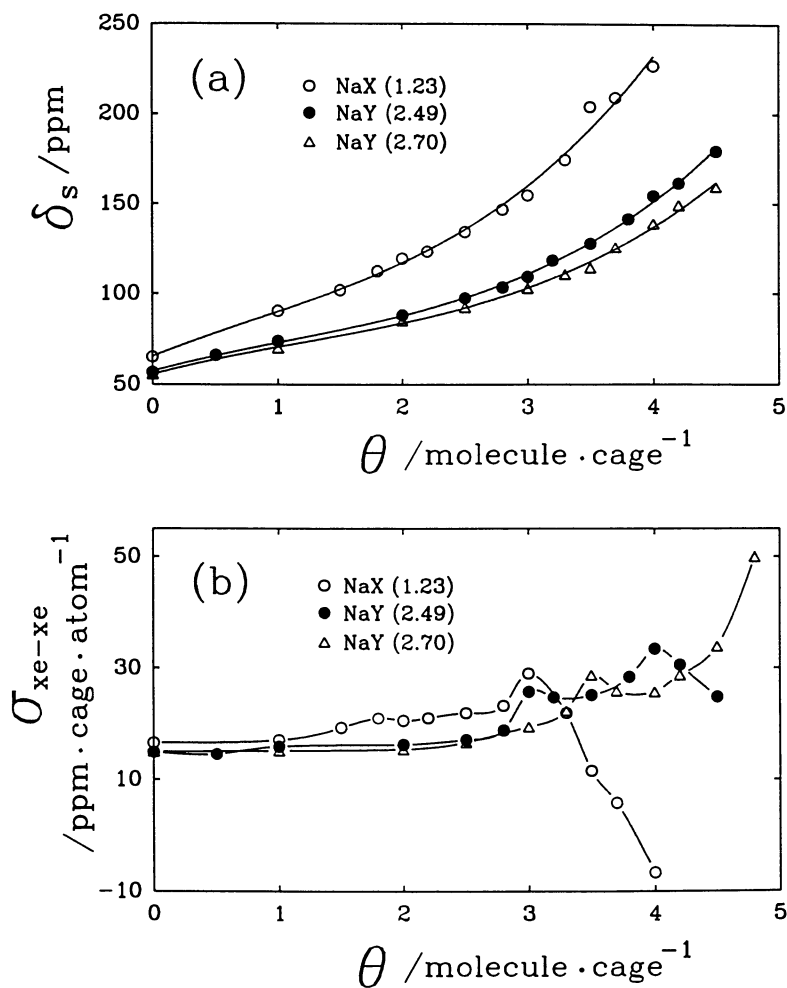 250
200
150
100
50
δs /ppm
(a)
NaX (1.23)
NaY (2.49)
NaY (2.70)
0 1 2 3 4 5
θ /molecule·cage⁻¹
50
30
10
-10
σxe-xe
/ppm·cage·atom⁻¹
(b)
NaX (1.23)
NaY (2.49)
NaY (2.70)
0 1 2 3 4 5
θ /molecule·cage⁻¹